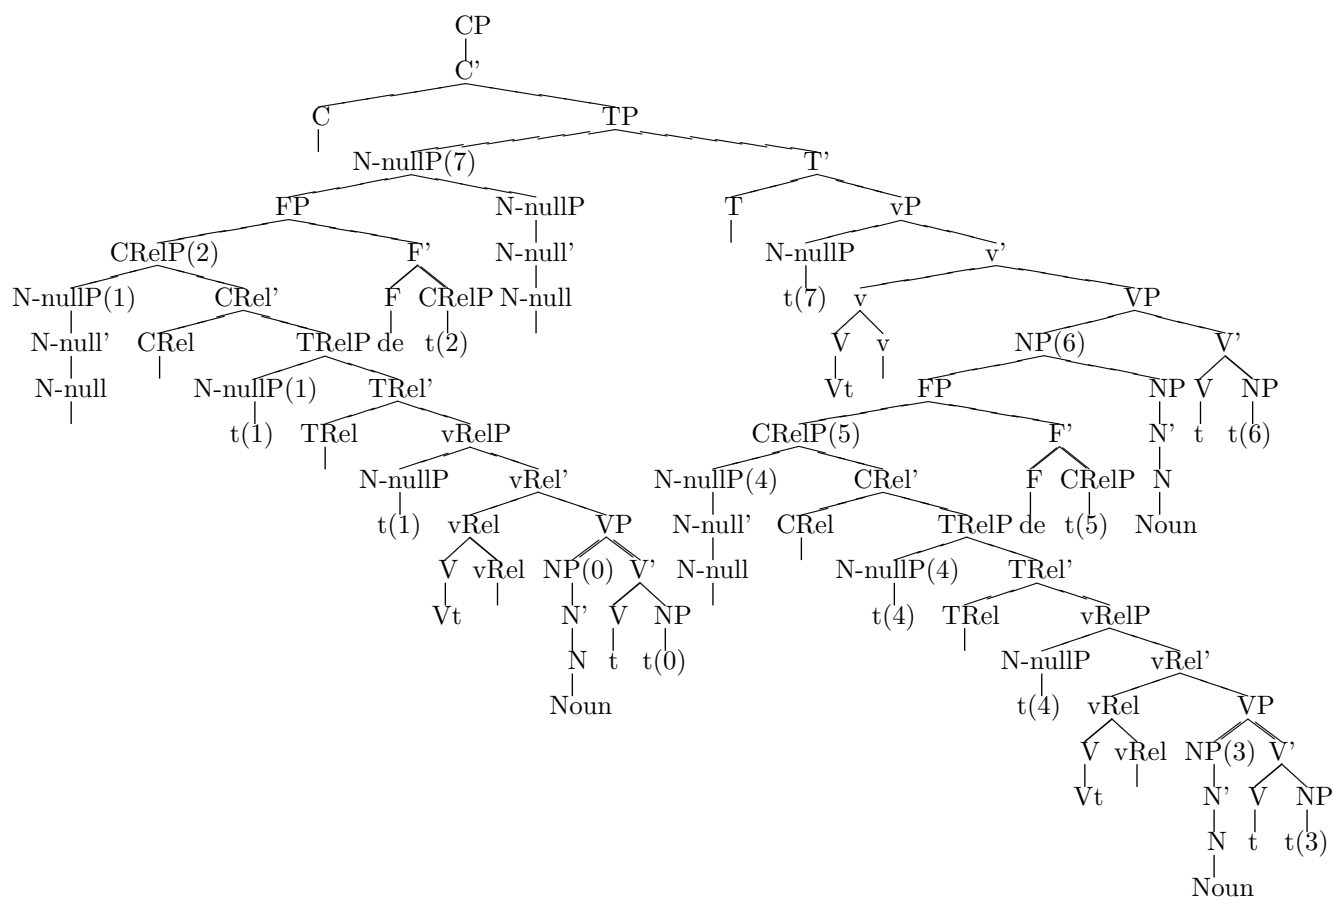 CP
C'
C TP
N-nullP(7) T'
FP N-nullP T vP
CRelP(2) F' N-null' N-nullP v'
N-nullP(1) CRel' F CRelP N-null t(7) v VP
N-null' CRel TRelP de t(2) V v NP(6) V'
N-null N-nullP(1) TRel' Vt FP NP V NP
t(1) TRel vRelP CRelP(5) F' N' t t(6)
N-nullP vRel' N-nullP(4) CRel' F CRelP N
t(1) vRel VP N-null' CRel TRelP de t(5) Noun
V vRel NP(0) V' N-null N-nullP(4) TRel'
Vt N' V NP t(4) TRel vRelP
N t t(0) N-nullP vRel'
Noun t(4) vRel VP
V vRel NP(3) V'
Vt N' V NP
N t t(3)
Noun